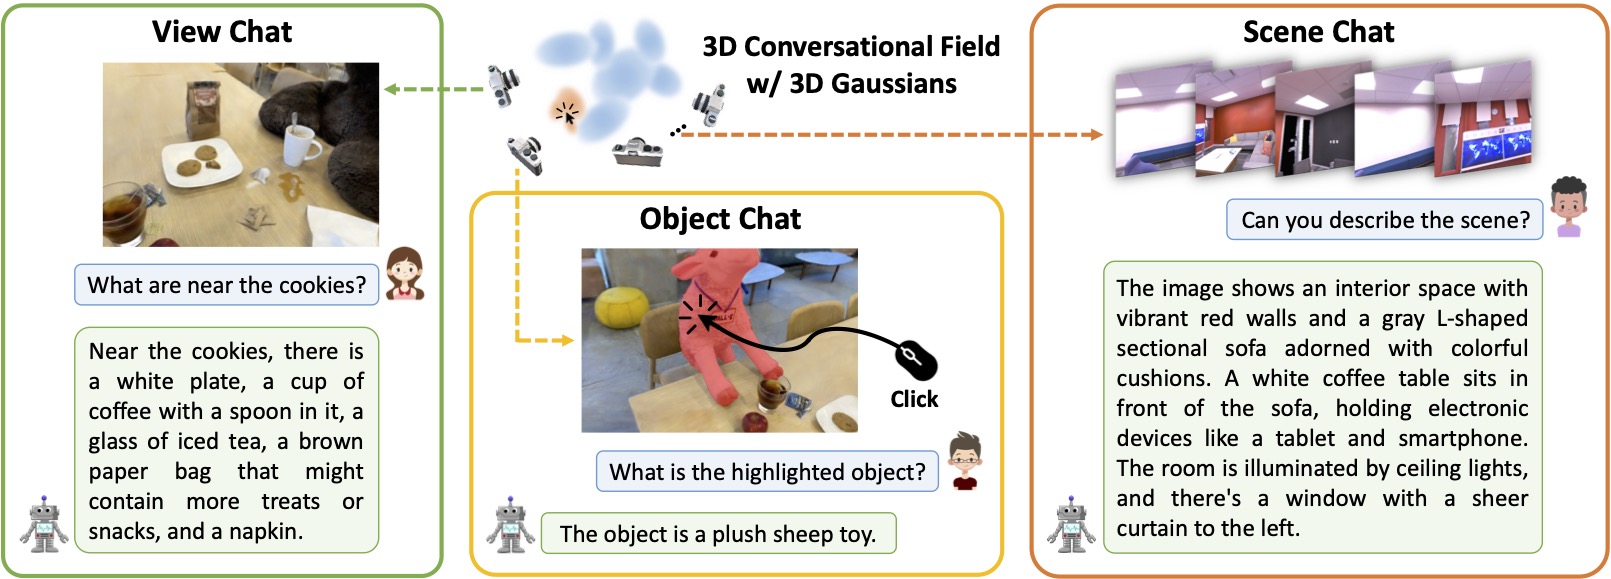 View Chat
What are near the cookies?
Near the cookies, there is
a white plate, a cup of
coffee with a spoon in it, a
glass of iced tea, a brown
paper bag that might
contain more treats or
snacks, and a napkin.
3D Conversational Field
w/ 3D Gaussians
Object Chat
Click
What is the highlighted object?
The object is a plush sheep toy.
Scene Chat
Can you describe the scene?
The image shows an interior space with
vibrant red walls and a gray L-shaped
sectional sofa adorned with colorful
cushions. A white coffee table sits in
front of the sofa, holding electronic
devices like a tablet and smartphone.
The room is illuminated by ceiling lights,
and there's a window with a sheer
curtain to the left.